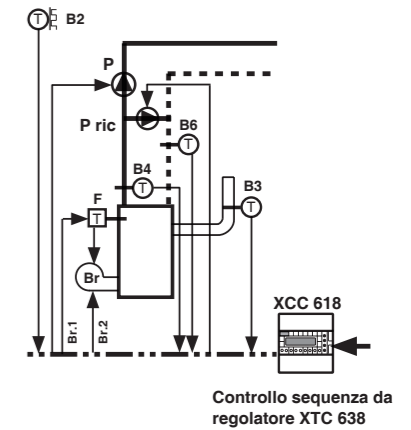 T B2
P
P ric
B6
T
B4
T
B3
T
F
T
Br
Br.1
Br.2
XCC 618
Controllo sequenza da
regolatore XTC 638